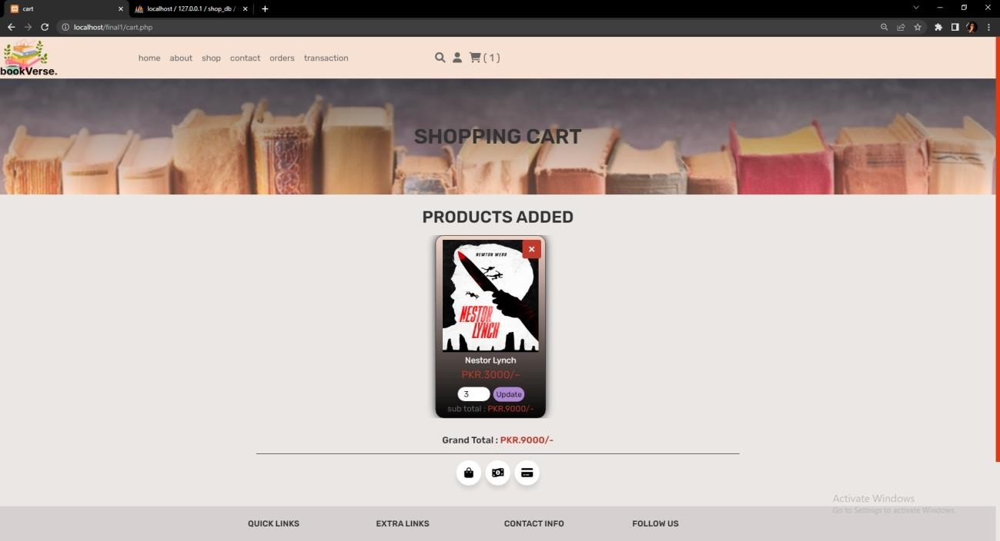 cart
localhost / 127.0.0.1 / shop_db /
localhost/final1/cart.php
bookVerse.
home about shop contact orders transaction ( 1 )
SHOPPING CART
PRODUCTS ADDED
NEWTON WEBB
NESTOR
LYNCH
Nestor Lynch
PKR.3000/-
3 Update
sub total : PKR.9000/-
Grand Total : PKR.9000/-
Activate Windows
Go to Settings to activate Windows.
QUICK LINKS EXTRA LINKS CONTACT INFO FOLLOW US